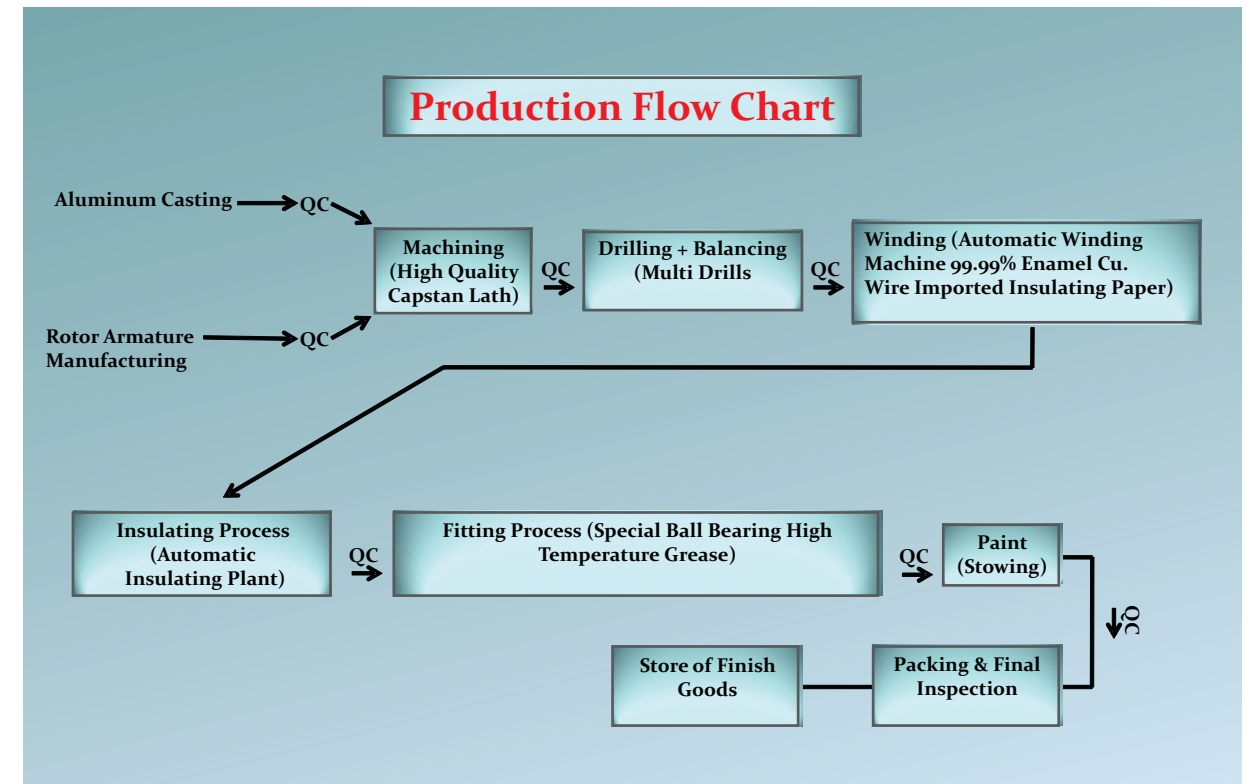 Production Flow Chart
Aluminum Casting
QC
Rotor Armature
Manufacturing
QC
Machining
(High Quality
Capstan Lath)
QC
Drilling + Balancing
(Multi Drills
QC
Winding (Automatic Winding
Machine 99.99% Enamel Cu.
Wire Imported Insulating Paper)
Insulating Process
(Automatic
Insulating Plant)
QC
Fitting Process (Special Ball Bearing High
Temperature Grease)
QC
Paint
(Stowing)
QC
Packing & Final
Inspection
Store of Finish
Goods